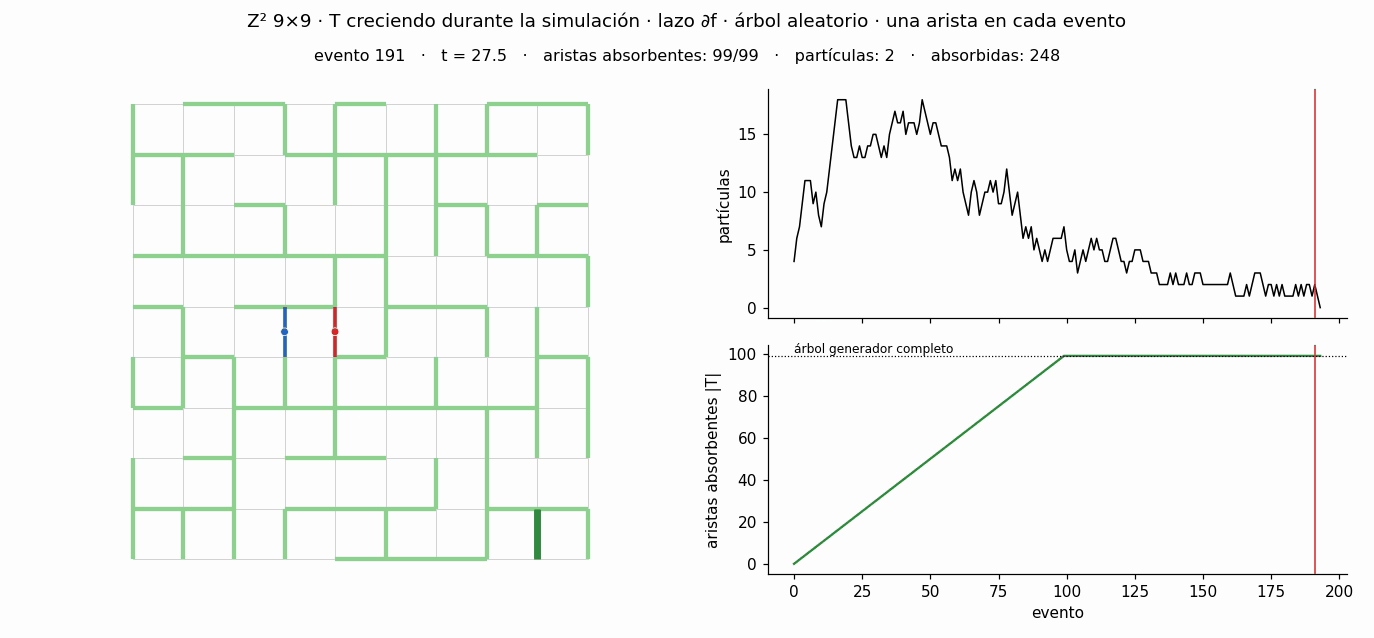 Z² 9×9 · T creciendo durante la simulación · lazo ∂f · árbol aleatorio · una arista en cada evento
evento 191 · t = 27.5 · aristas absorbentes: 99/99 · partículas: 2 · absorbidas: 248
partículas
15
10
5
0
árbol generador completo
aristas absorbentes |T|
100
80
60
40
20
0
0 25 50 75 100 125 150 175 200
evento